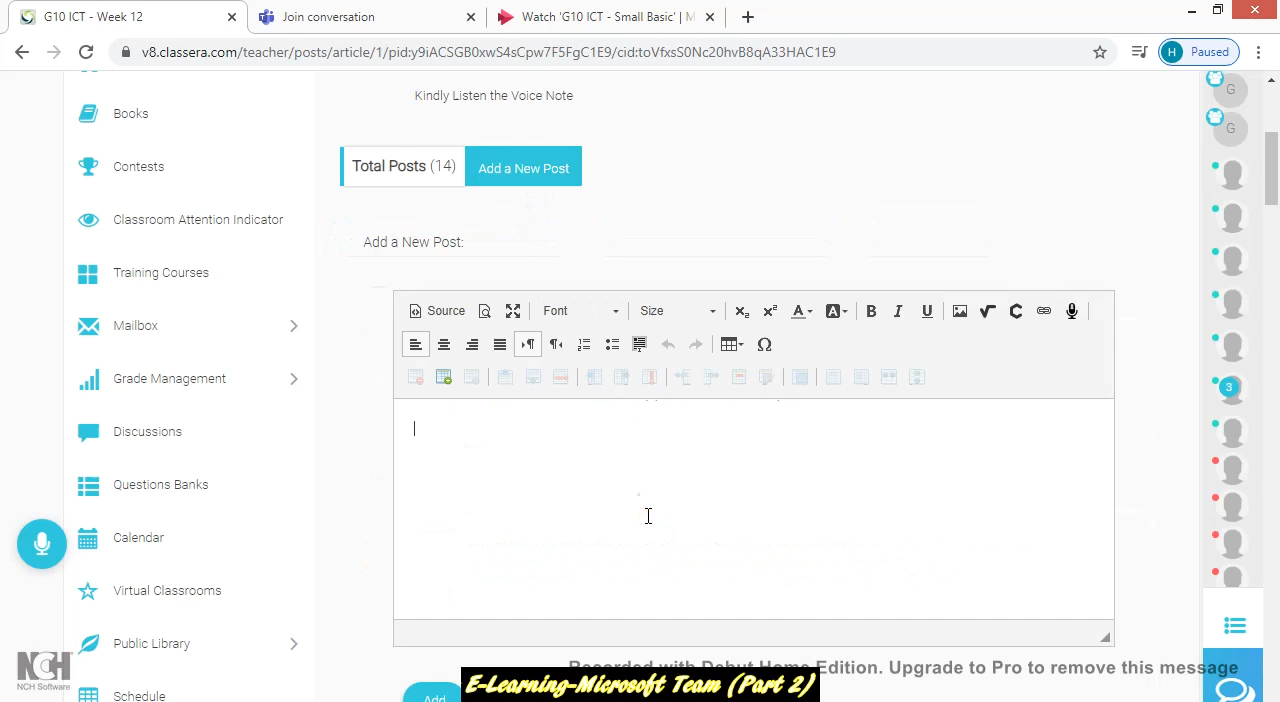 G10 ICT - Week 12
Join conversation
Watch 'G10 ICT - Small Basic' | M
v8.classera.com/teacher/posts/article/1/pid:y9iACSGB0xwS4sCpw7F5FgC1E9/cid:toVfxsS0Nc20hvB8qA33HAC1E9
H Paused
Kindly Listen the Voice Note
Books
Contests
Classroom Attention Indicator
Training Courses
Mailbox
Grade Management
Discussions
Questions Banks
Calendar
Virtual Classrooms
Public Library
Schedule
Total Posts (14)
Add a New Post
Add a New Post:
Source
Font
Size
B I U
Add
G
G
3
NCH
NCH Software
Recorded with Debut Home Edition. Upgrade to Pro to remove this message
E-Learning-Microsoft Team (Part 2)